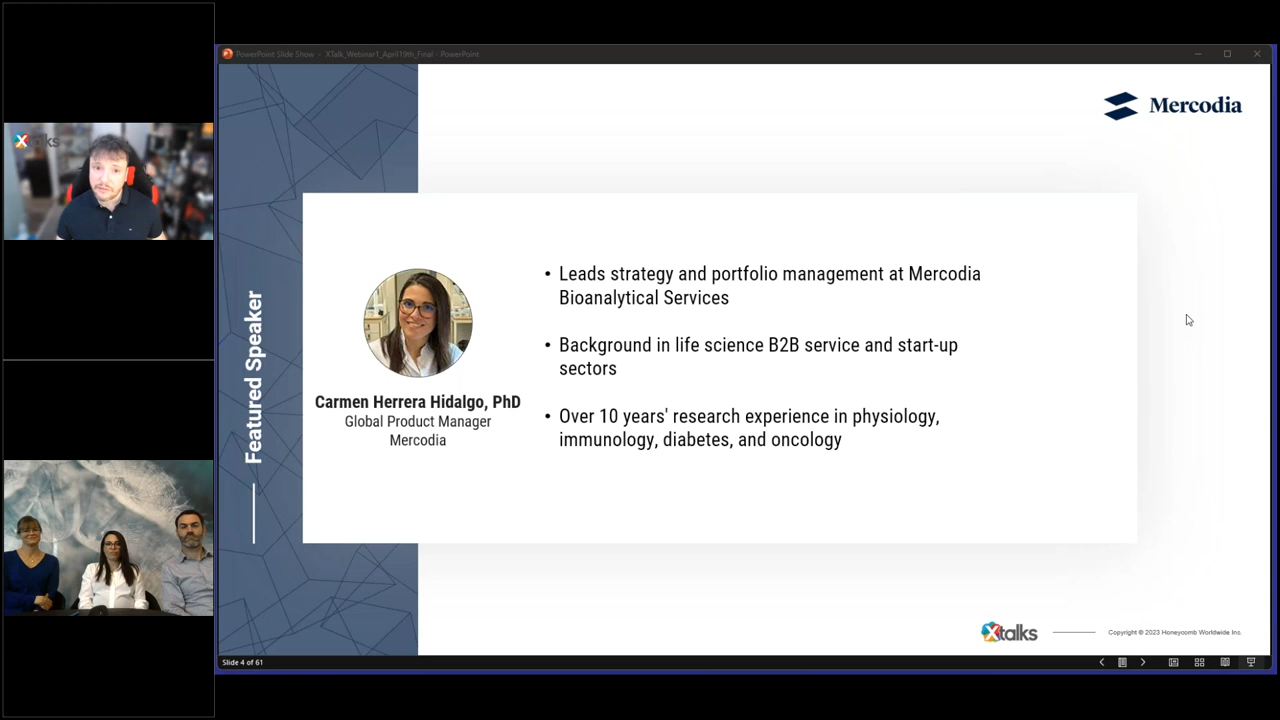 PowerPoint Slide Show - XTalk_Webinar1_April19th_Final - PowerPoint
Xtalks
Mercodia
Featured Speaker
Carmen Herrera Hidalgo, PhD
Global Product Manager
Mercodia
• Leads strategy and portfolio management at Mercodia
Bioanalytical Services
• Background in life science B2B service and start-up
sectors
• Over 10 years' research experience in physiology,
immunology, diabetes, and oncology
Xtalks
Copyright © 2023 Honeycomb Worldwide Inc.
Slide 4 of 61